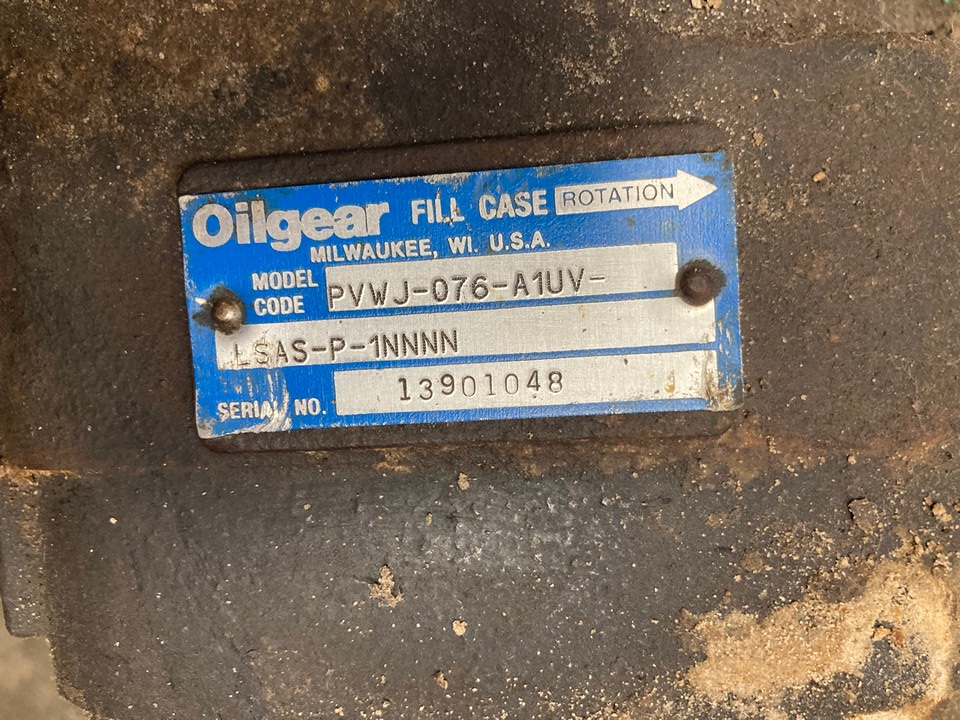 Oilgear FILL CASE ROTATION
MILWAUKEE, WI. U.S.A.
MODEL CODE PVWJ-076-A1UV-
LSAS-P-1NNNN
SERIAL NO. 13901048